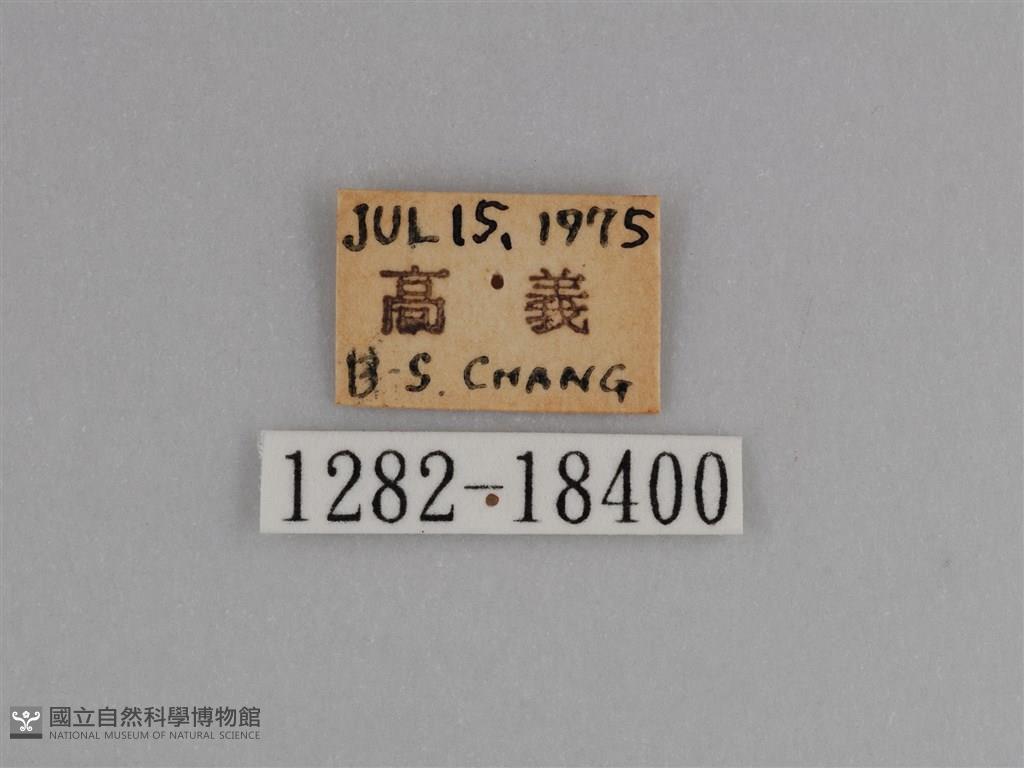 JUL 15, 1975
高 義
B-S. CHANG
1282-18400
國立自然科學博物館
NATIONAL MUSEUM OF NATURAL SCIENCE